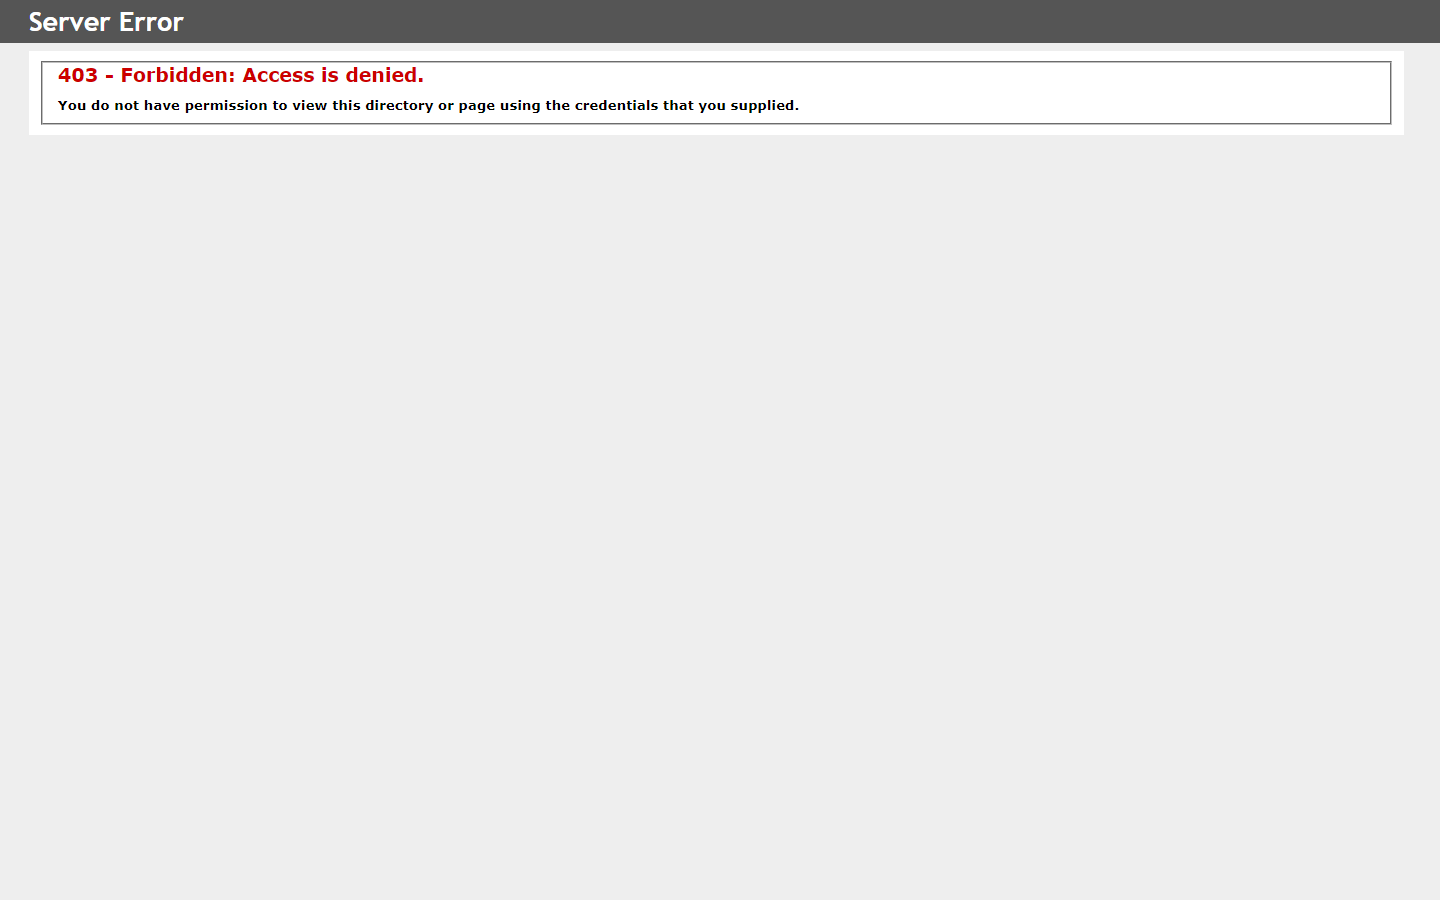 Server Error
403 - Forbidden: Access is denied.
You do not have permission to view this directory or page using the credentials that you supplied.